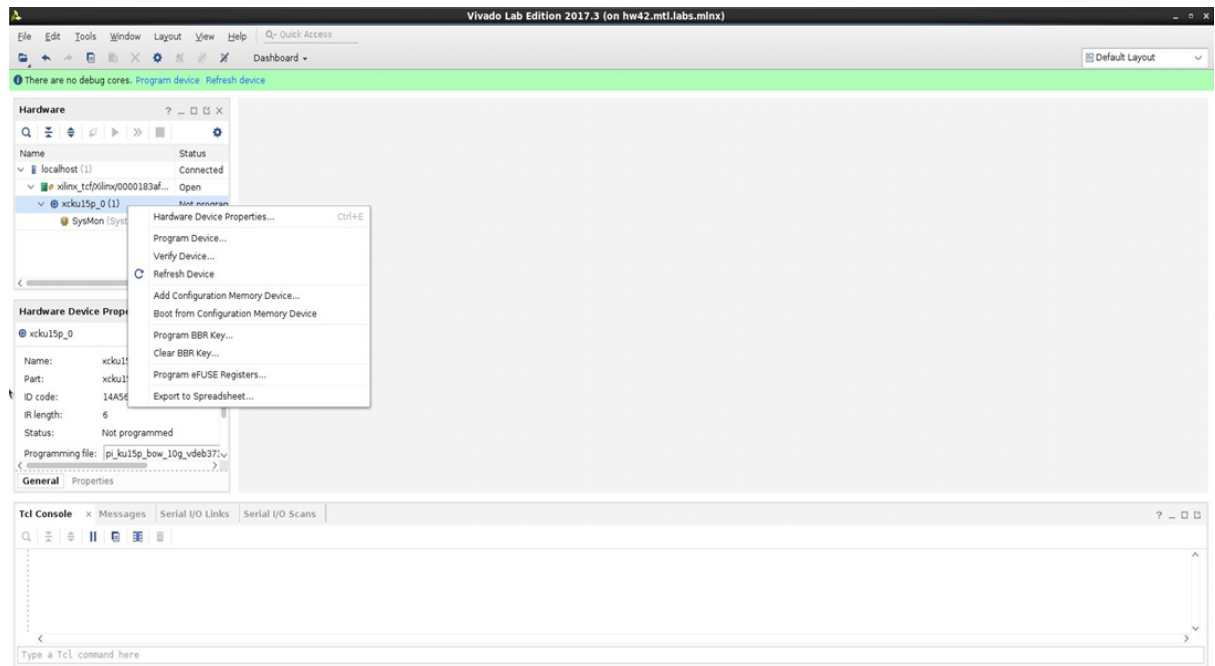 Vivado Lab Edition 2017.3 (on hw42.mtl.labs.mlnx)
File Edit Tools Window Layout View Help Q- Quick Access
Dashboard
Default Layout
There are no debug cores. Program device Refresh device
Hardware
Name Status
localhost (1) Connected
xilinx_tcf/Xilinx/0000183af... Open
xcku15p_0 (1) Not program
SysMon (Syst
Hardware Device Properties... Ctrl+E
Program Device...
Verify Device...
Refresh Device
Add Configuration Memory Device...
Boot from Configuration Memory Device
Program BBR Key...
Clear BBR Key...
Program eFUSE Registers...
Export to Spreadsheet...
Hardware Device Prope
xcku15p_0
Name: xcku1
Part: xcku1
ID code: 14A56
IR length: 6
Status: Not programmed
Programming file: pi_ku15p_bow_10g_vdeb373
General Properties
Tcl Console Messages Serial I/O Links Serial I/O Scans
Type a Tcl command here